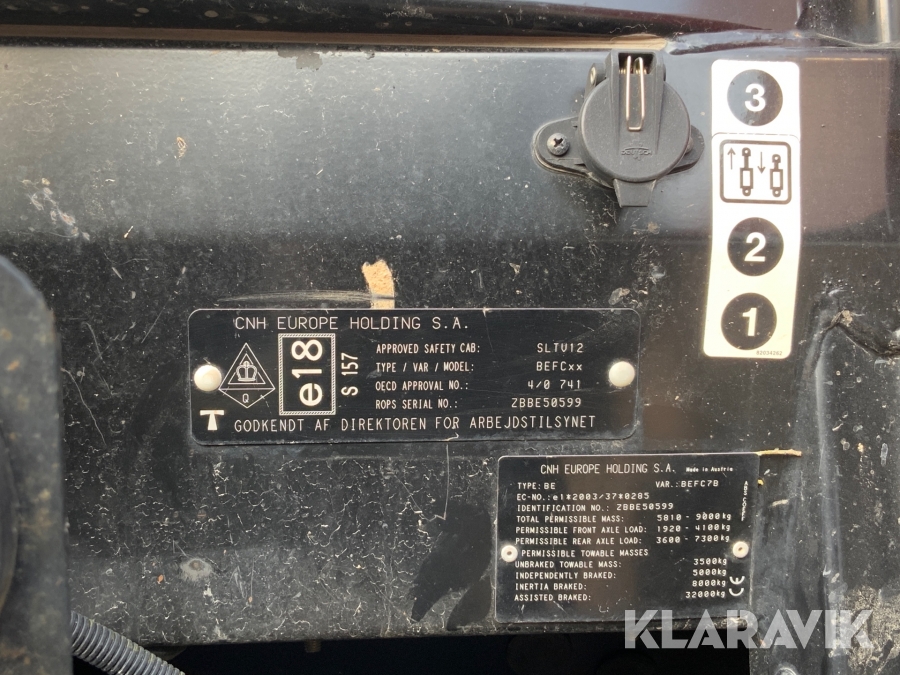 3
2
1
82034262
CNH EUROPE HOLDING S.A.
e18
S 157
APPROVED SAFETY CAB: SLTV12
TYPE / VAR / MODEL: BEFCxx
OECD APPROVAL NO.: 4/0 741
ROPS SERIAL NO.: ZBBE50599
Q
T
GODKENDT AF DIREKTOREN FOR ARBEJDSTILSYNET
CNH EUROPE HOLDING S.A. Made in Austria
TYPE: BE VAR.: BEFC7B
EC-NO.: e1*2003/37*0285
IDENTIFICATION NO.: ZBBE50599
TOTAL PERMISSIBLE MASS: 5810 - 9000kg
PERMISSIBLE FRONT AXLE LOAD: 1920 - 4100kg
PERMISSIBLE REAR AXLE LOAD: 3600 - 7300kg
PERMISSIBLE TOWABLE MASSES
UNBRAKED TOWABLE MASS: 3500kg
INDEPENDENTLY BRAKED: 5000kg
INERTIA BRAKED: 8000kg
ASSISTED BRAKED: 32000kg
CE
KLARAVIK